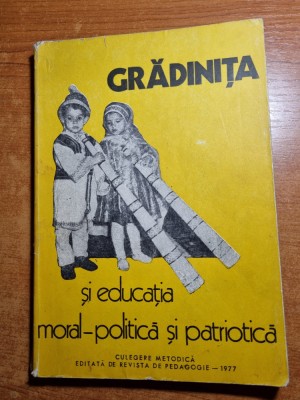 GRĂDINIȚA
și educația
moral-politică și patriotică
CULEGERE METODICĂ
EDITATĂ DE REVISTA DE PEDAGOGIE — 1977